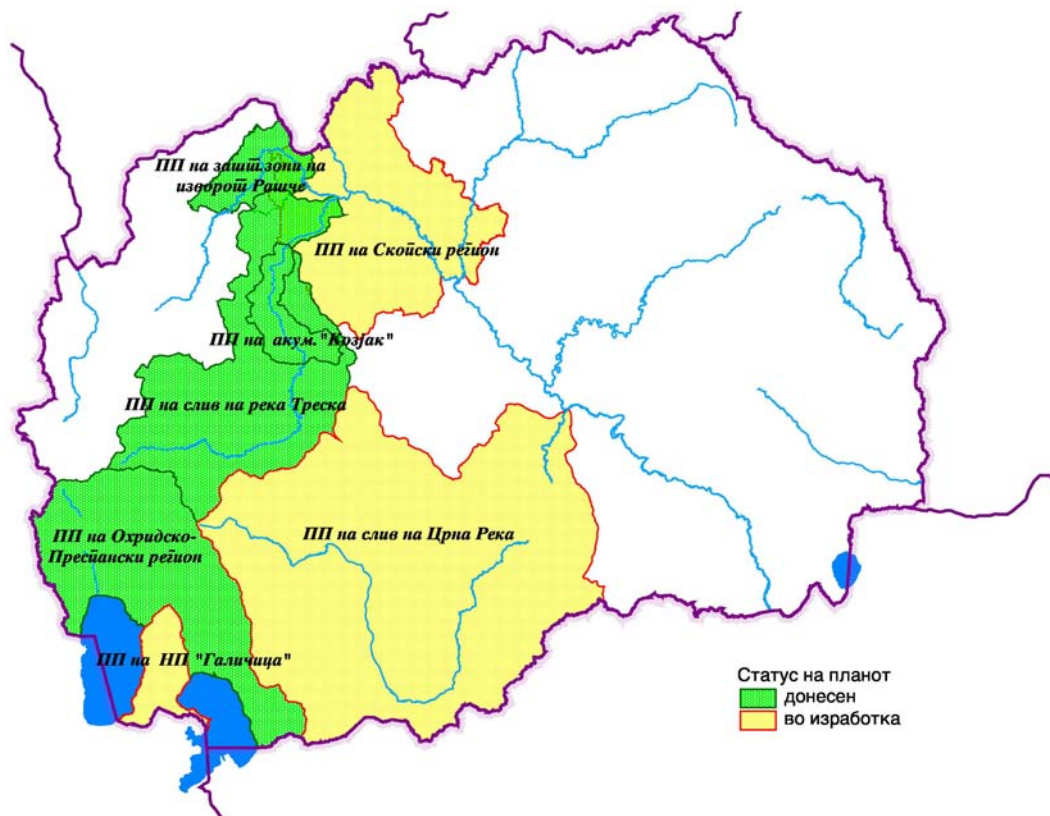 ПП на зашт. зони на
изворот Рашче
ПП на Скопски регион
ПП на акум. "Козјак"
ПП на слив на река Треска
ПП на Охридско-
Преспански регион
ПП на слив на Црна Река
ПП на НП "Галичица"
Статус на планот
донесен
во изработка